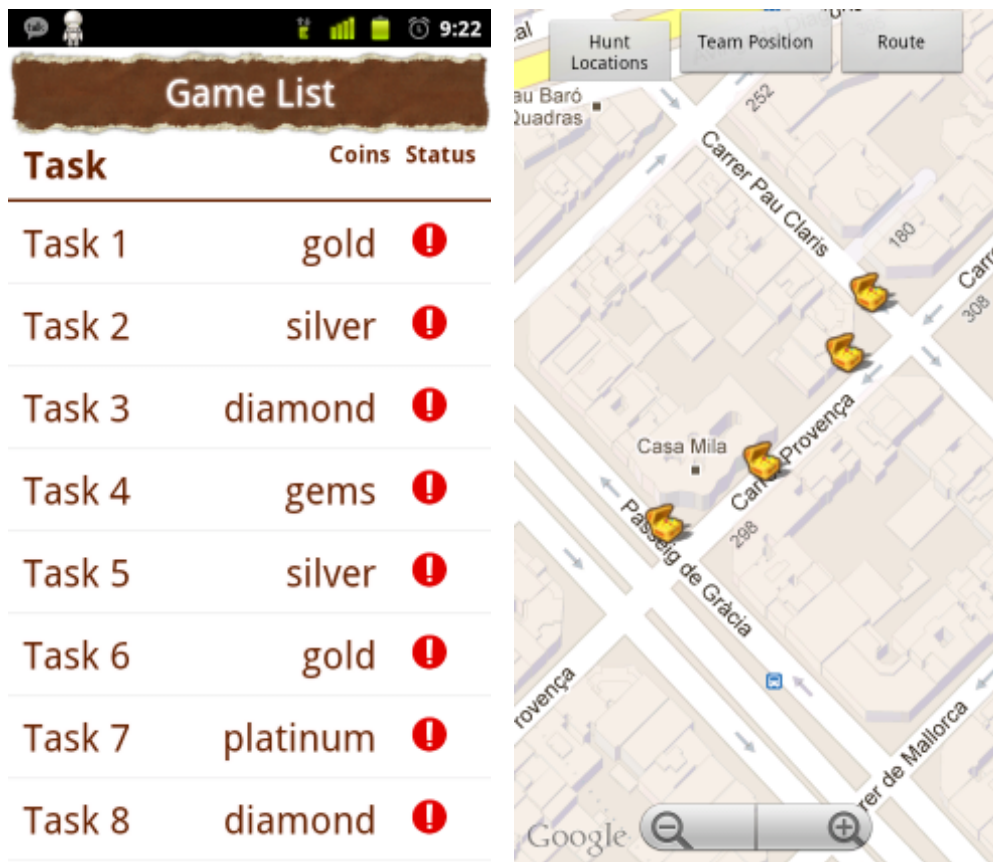 9:22
Game List
Task Coins Status
Task 1 gold
Task 2 silver
Task 3 diamond
Task 4 gems
Task 5 silver
Task 6 gold
Task 7 platinum
Task 8 diamond
Hunt
Locations
Team Position
Route
au Baró
Quadras
252
Carrer Pau Claris
180
Carre
308
Casa Mila
Provença
298
Passeig de Gràcia
rovença
rer de Mallorca
Google